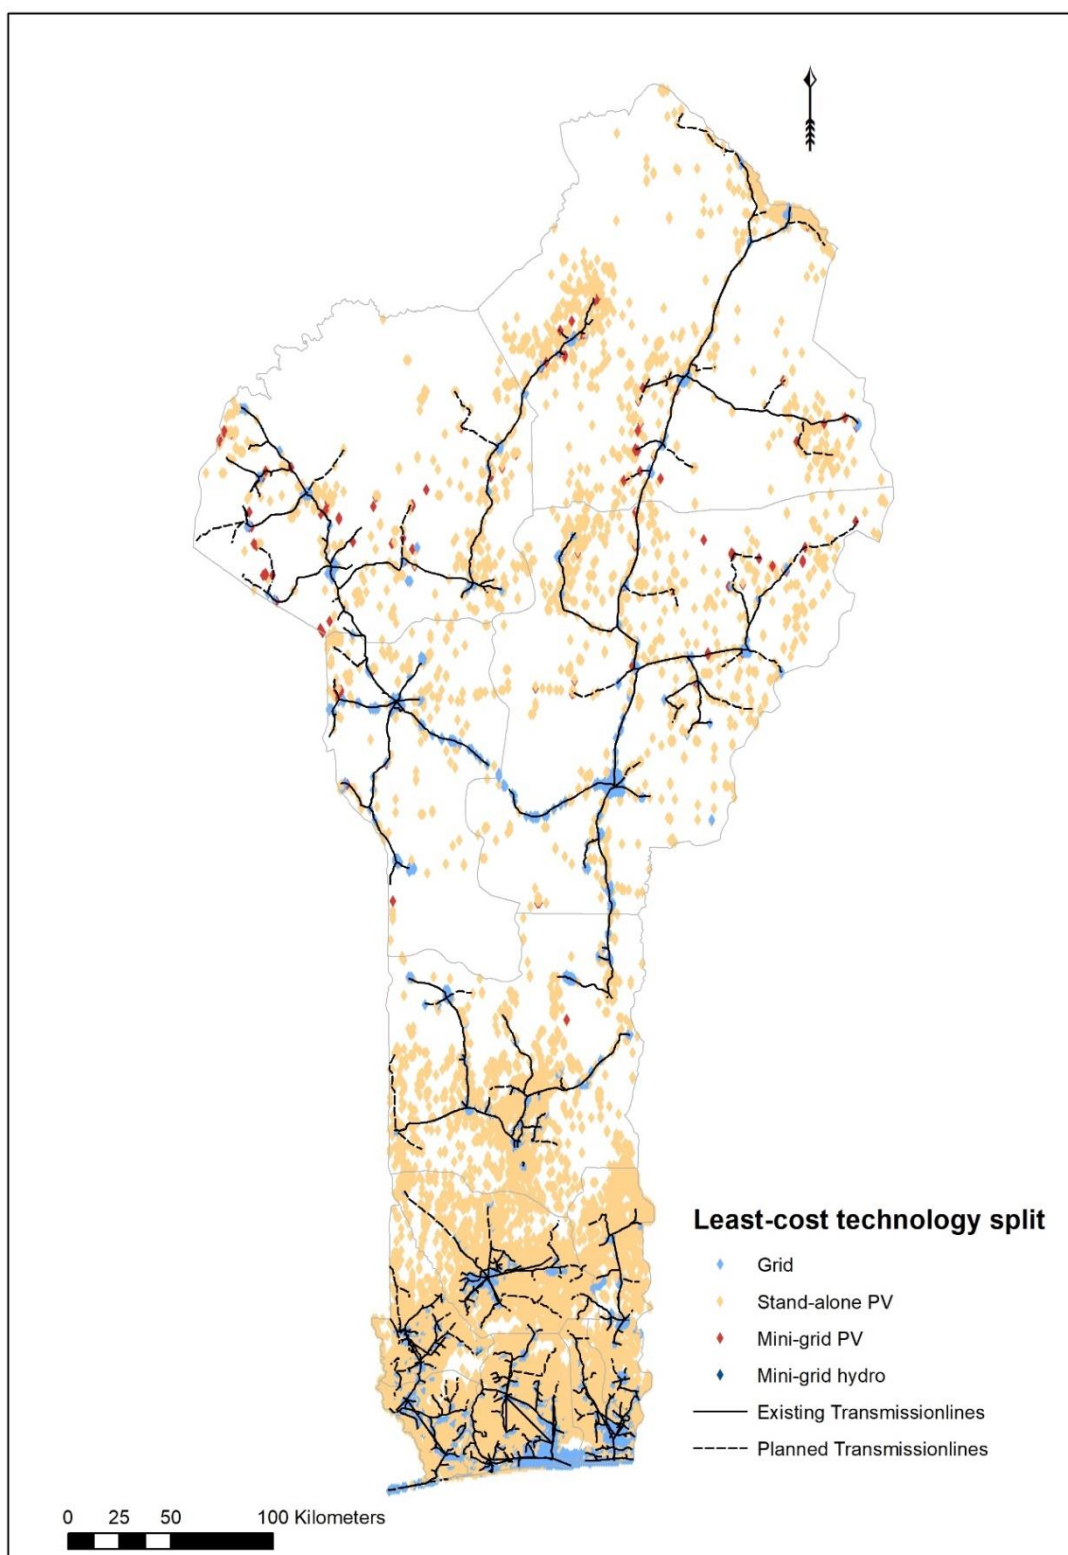 Least-cost technology split
Grid
Stand-alone PV
Mini-grid PV
Mini-grid hydro
Existing Transmissionlines
Planned Transmissionlines
0 25 50 100 Kilometers